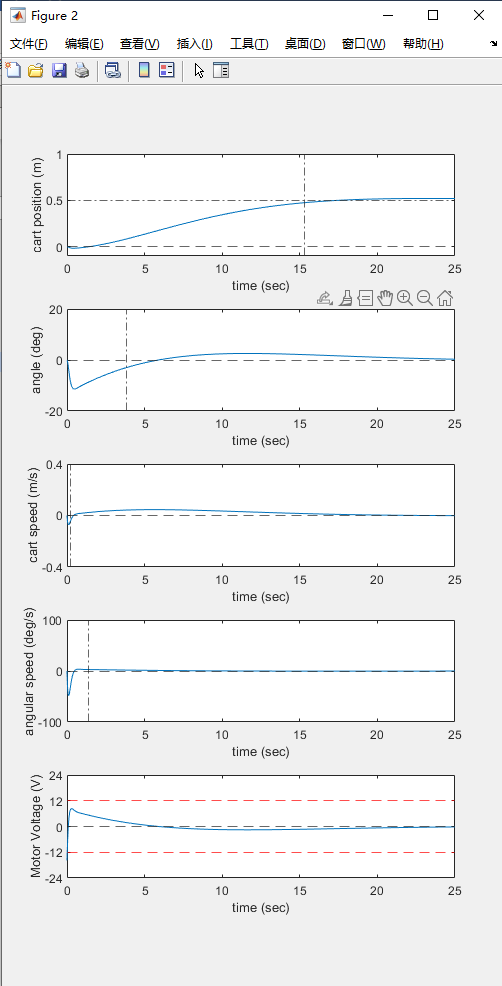 Figure 2
文件(F) 编辑(E) 查看(V) 插入(I) 工具(T) 桌面(D) 窗口(W) 帮助(H)
cart position (m)
1
0.5
0
0 5 10 15 20 25
time (sec)
angle (deg)
20
0
-20
0 5 10 15 20 25
time (sec)
cart speed (m/s)
0.4
0
-0.4
0 5 10 15 20 25
time (sec)
angular speed (deg/s)
100
0
-100
0 5 10 15 20 25
time (sec)
Motor Voltage (V)
24
12
0
-12
-24
0 5 10 15 20 25
time (sec)